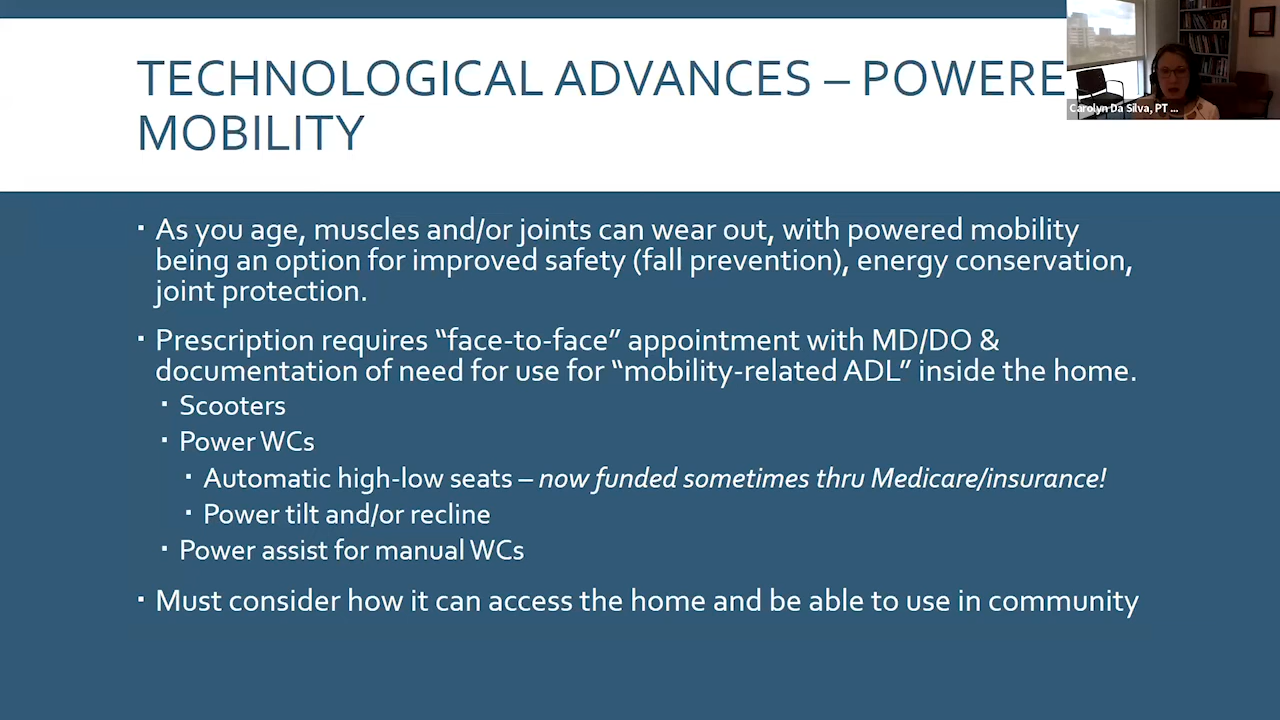 TECHNOLOGICAL ADVANCES – POWERE
MOBILITY
Carolyn Da Silva, PT ...
▪ As you age, muscles and/or joints can wear out, with powered mobility
being an option for improved safety (fall prevention), energy conservation,
joint protection.
▪ Prescription requires “face-to-face” appointment with MD/DO &
documentation of need for use for “mobility-related ADL” inside the home.
▪ Scooters
▪ Power WCs
▪ Automatic high-low seats – now funded sometimes thru Medicare/insurance!
▪ Power tilt and/or recline
▪ Power assist for manual WCs
▪ Must consider how it can access the home and be able to use in community